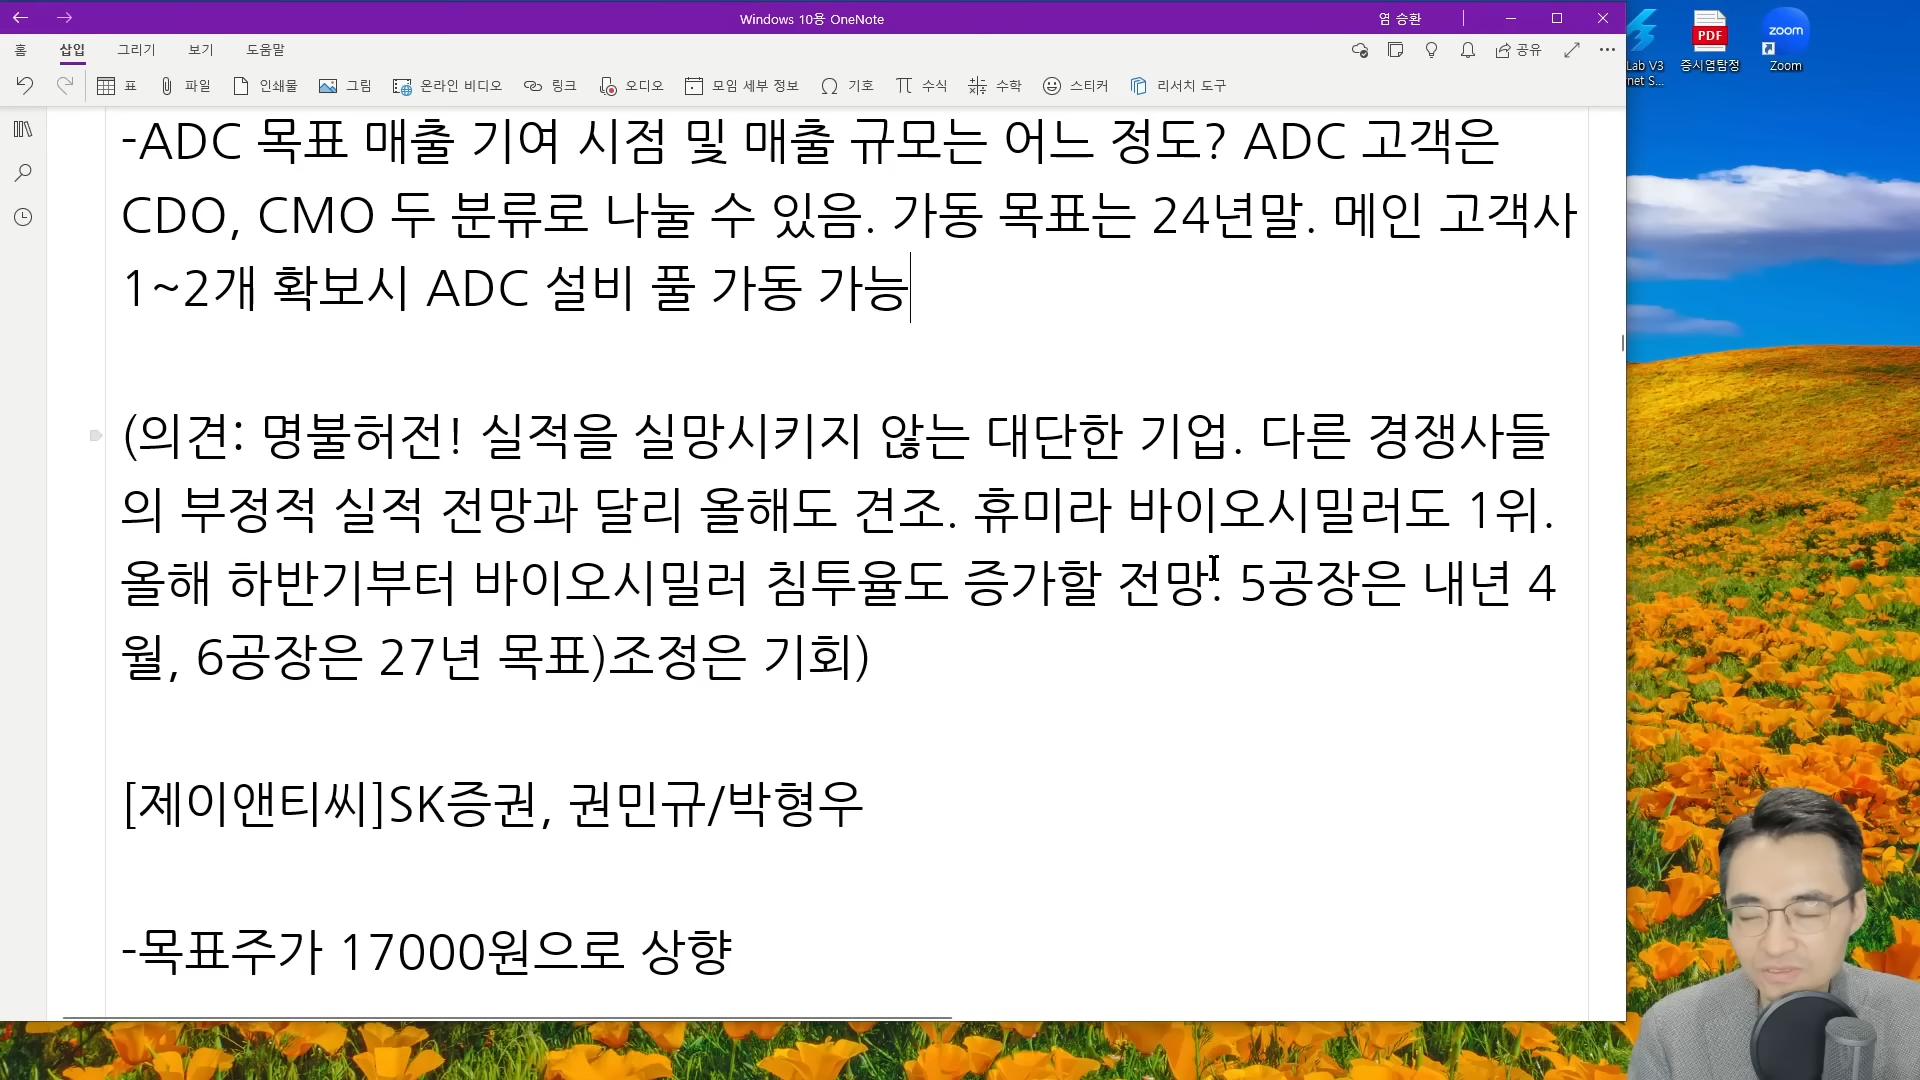 Windows 10용 OneNote
염 승환
홈 삽입 그리기 보기 도움말
공유
표 파일 인쇄물 그림 온라인 비디오 링크 오디오 모임 세부 정보 기호 수식 수학 스티커 리서치 도구
-ADC 목표 매출 기여 시점 및 매출 규모는 어느 정도? ADC 고객은
CDO, CMO 두 분류로 나눌 수 있음. 가동 목표는 24년말. 메인 고객사
1~2개 확보시 ADC 설비 풀 가동 가능
(의견: 명불허전! 실적을 실망시키지 않는 대단한 기업. 다른 경쟁사들
의 부정적 실적 전망과 달리 올해도 견조. 휴미라 바이오시밀러도 1위.
올해 하반기부터 바이오시밀러 침투율도 증가할 전망. 5공장은 내년 4
월, 6공장은 27년 목표)조정은 기회)
[제이앤티씨]SK증권, 권민규/박형우
-목표주가 17000원으로 상향
Lab V3
net S...
PDF
증시염탐정
zoom
Zoom